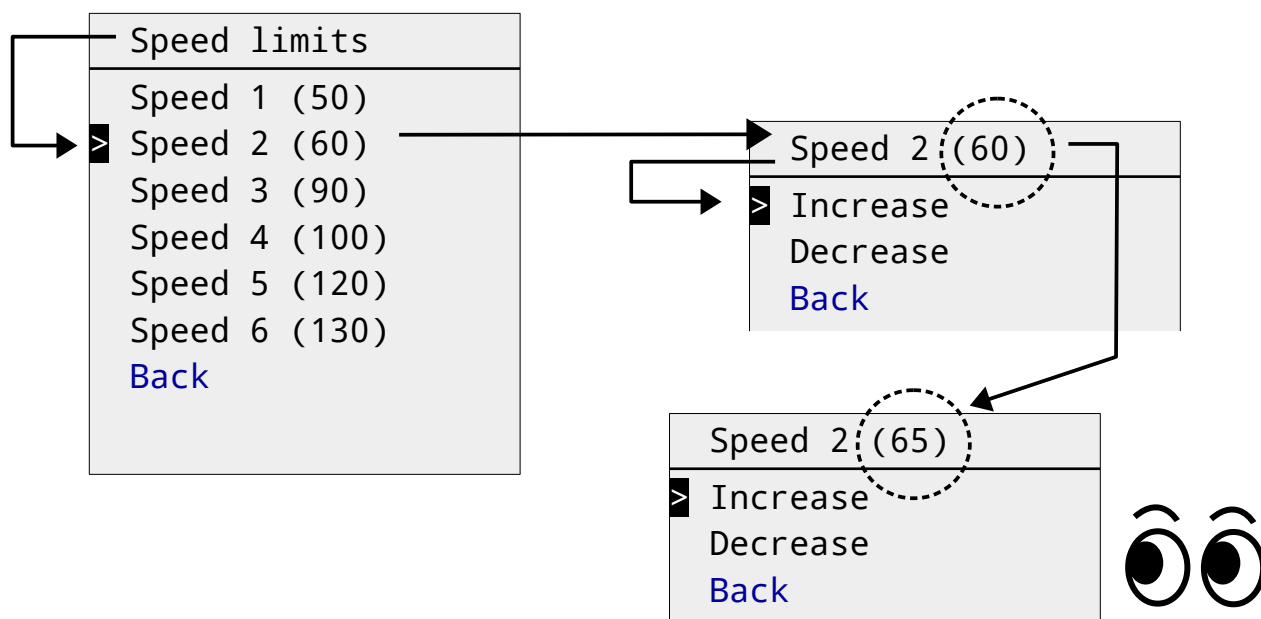 Speed limits
Speed 1 (50)
> Speed 2 (60)
Speed 3 (90)
Speed 4 (100)
Speed 5 (120)
Speed 6 (130)
Back
Speed 2 (60)
> Increase
Decrease
Back
Speed 2 (65)
> Increase
Decrease
Back